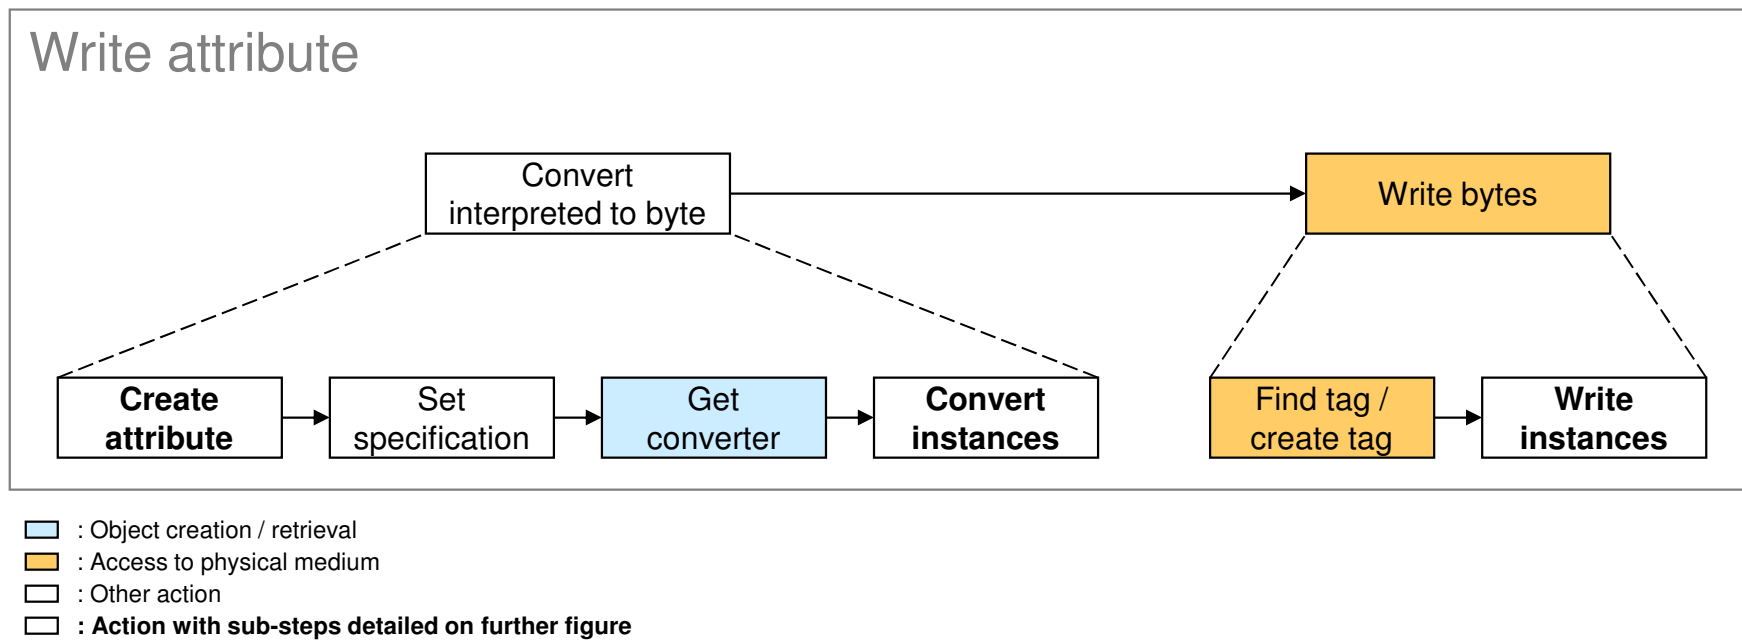 Write attribute
Convert
interpreted to byte
Write bytes
Create
attribute
Set
specification
Get
converter
Convert
instances
Find tag /
create tag
Write
instances
: Object creation / retrieval
: Access to physical medium
: Other action
: Action with sub-steps detailed on further figure